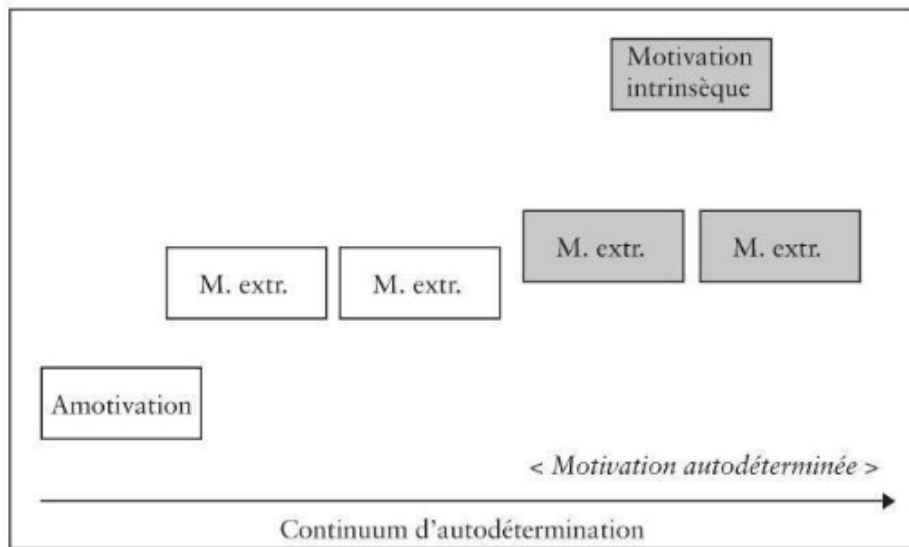 Motivation
intrinsèque
M. extr.
M. extr.
M. extr.
M. extr.
Amotivation
< Motivation autodéterminée >
Continuum d'autodétermination